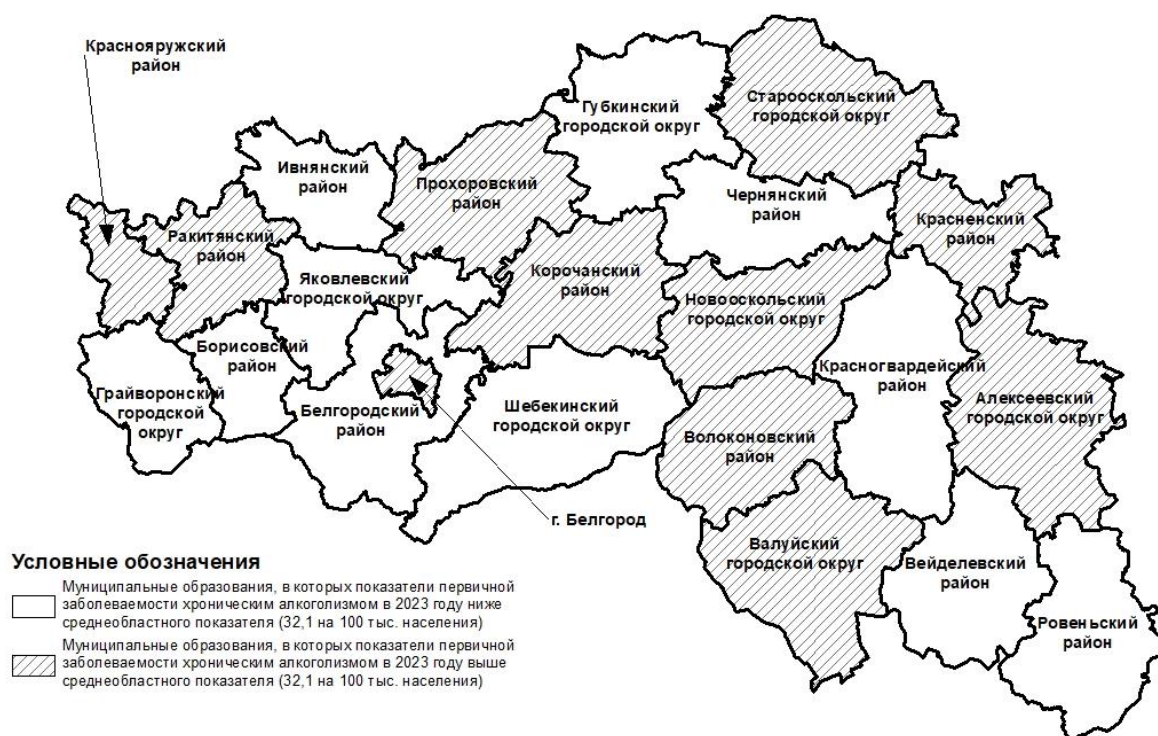 Краснояружский
район
Губкинский
городской округ
Старооскольский
городской округ
Ивнянский
район
Прохоровский
район
Чернянский
район
Красненский
район
Ракитянский
район
Яковлевский
городской округ
Корочанский
район
Новооскольский
городской округ
Борисовский
район
Красногвардейский
район
Грайворонский
городской
округ
Белгородский
район
Шебекинский
городской округ
Алексеевский
городской округ
Волоконовский
район
г. Белгород
Валуйский
городской округ
Вейделевский
район
Ровеньский
район
Условные обозначения
Муниципальные образования, в которых показатели первичной
заболеваемости хроническим алкоголизмом в 2023 году ниже
среднеобластного показателя (32,1 на 100 тыс. населения)
Муниципальные образования, в которых показатели первичной
заболеваемости хроническим алкоголизмом в 2023 году выше
среднеобластного показателя (32,1 на 100 тыс. населения)